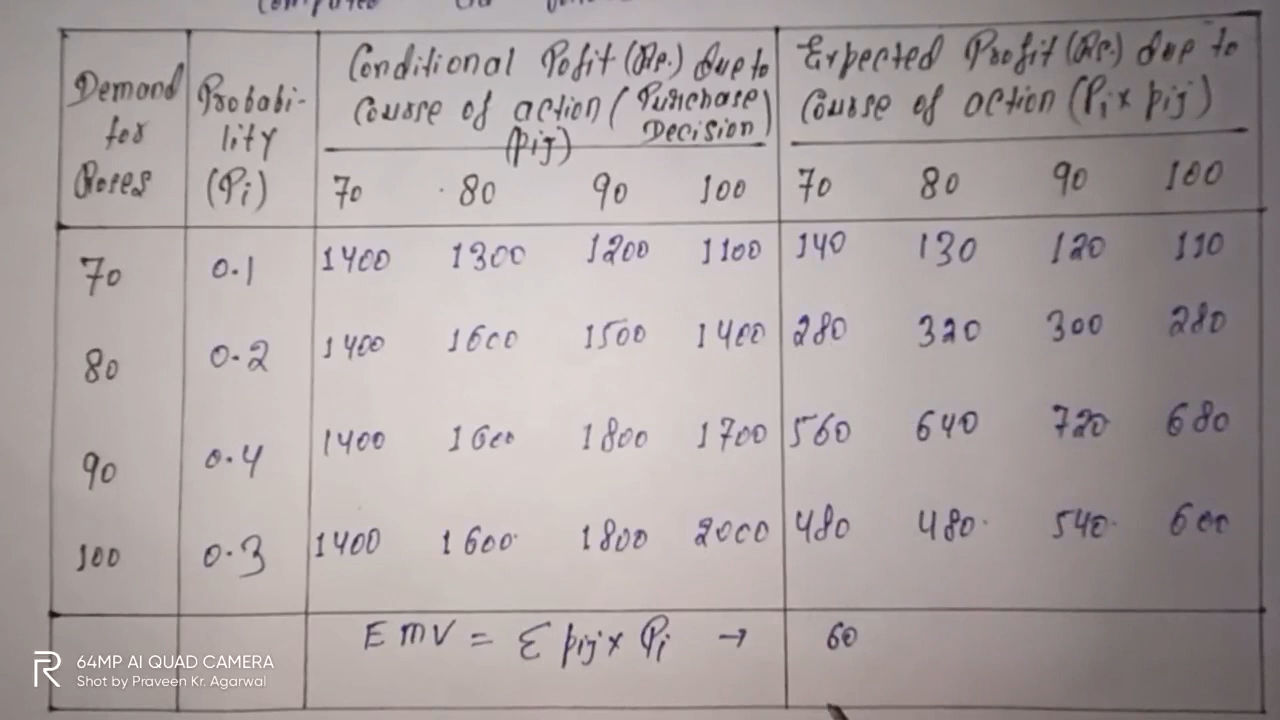 Demand for Roses
Probabi-lity (Pi)
Conditional Pofit (Rs.) due to
Course of action (Purchase Decision)
(pij)
Expected Profit (Rs.) due to
Course of action (Pi x pij)
70 80 90 100 70 80 90 100
70 0.1 1400 1300 1200 1100 140 130 120 110
80 0.2 1400 1600 1500 1400 280 320 300 280
90 0.4 1400 1600 1800 1700 560 640 720 680
100 0.3 1400 1600 1800 2000 480 480 540 600
EMV = Σ pij x Pi → 60
64MP AI QUAD CAMERA
Shot by Praveen Kr. Agarwal